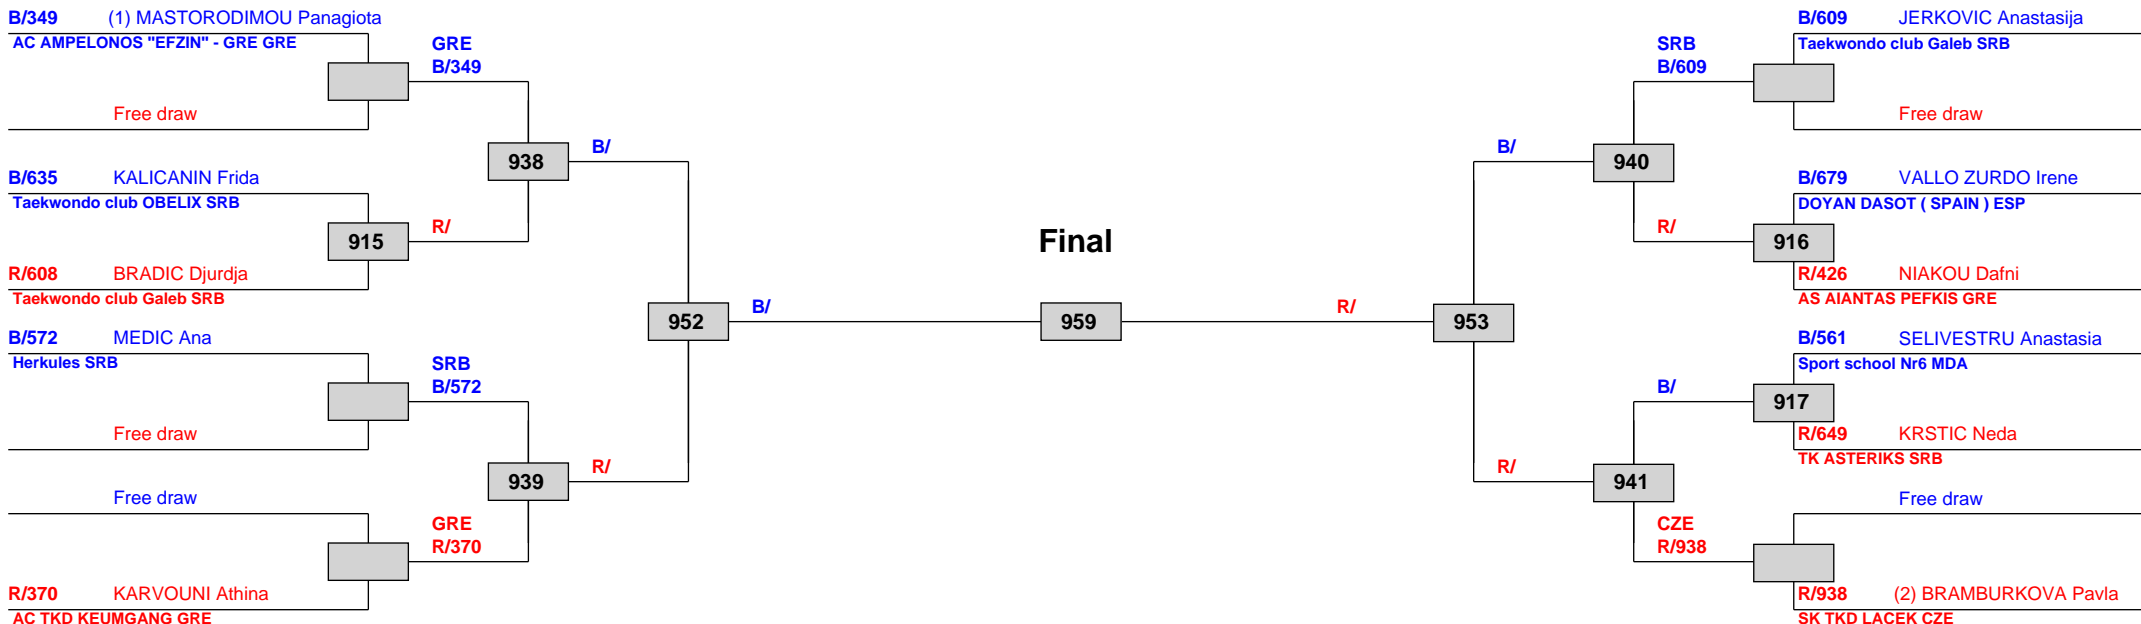 B/349 (1) MASTORODIMOU Panagiota
AC AMPELONOS "EFZIN" - GRE GRE
Free draw
B/635 KALICANIN Frida
Taekwondo club OBELIX SRB
R/608 BRADIC Djurdja
Taekwondo club Galeb SRB
B/572 MEDIC Ana
Herkules SRB
Free draw
Free draw
R/370 KARVOUNI Athina
AC TKD KEUMGANG GRE
915
GRE
B/349
R/
SRB
B/572
GRE
R/370
938
939
B/
R/
952
B/
Final
959
R/
953
B/
R/
940
941
SRB
B/609
R/
B/
CZE
R/938
916
917
B/609 JERKOVIC Anastasija
Taekwondo club Galeb SRB
Free draw
B/679 VALLO ZURDO Irene
DOYAN DASOT ( SPAIN ) ESP
R/426 NIAKOU Dafni
AS AIANTAS PEFKIS GRE
B/561 SELIVESTRU Anastasia
Sport school Nr6 MDA
R/649 KRSTIC Neda
TK ASTERIKS SRB
Free draw
R/938 (2) BRAMBURKOVA Pavla
SK TKD LACEK CZE